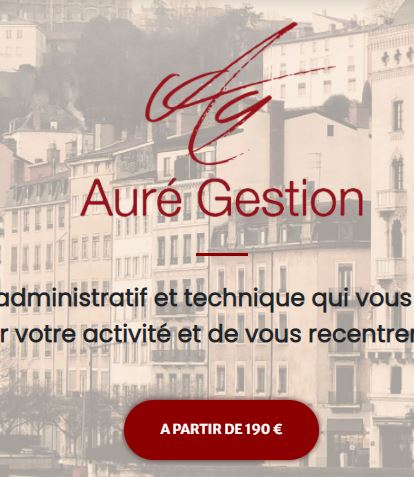 Ag
Auré Gestion
administratif et technique qui vous
r votre activité et de vous recentrer
A PARTIR DE 190 €